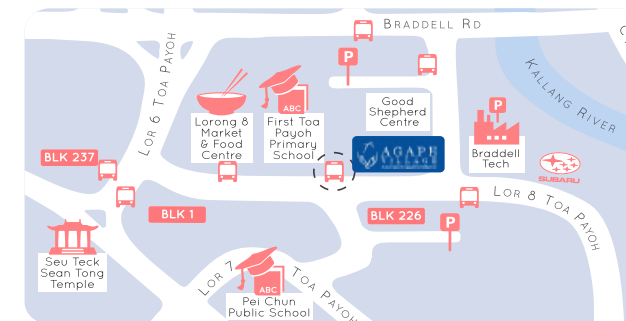 BRADDELL RD
P
LOR 6 TOA PAYOH
KALLANG RIVER
ABC
Good
Shepherd
Centre
P
Lorong 8
Market
& Food
Centre
First Toa
Payoh
Primary
School
AGAPE
VILLAGE
Braddell
Tech
BLK 237
SUBARU
LOR 8 TOA PAYOH
BLK 1
BLK 226
P
Seu Teck
Sean Tong
Temple
LOR 7 TOA PAYOH
ABC
Pei Chun
Public School